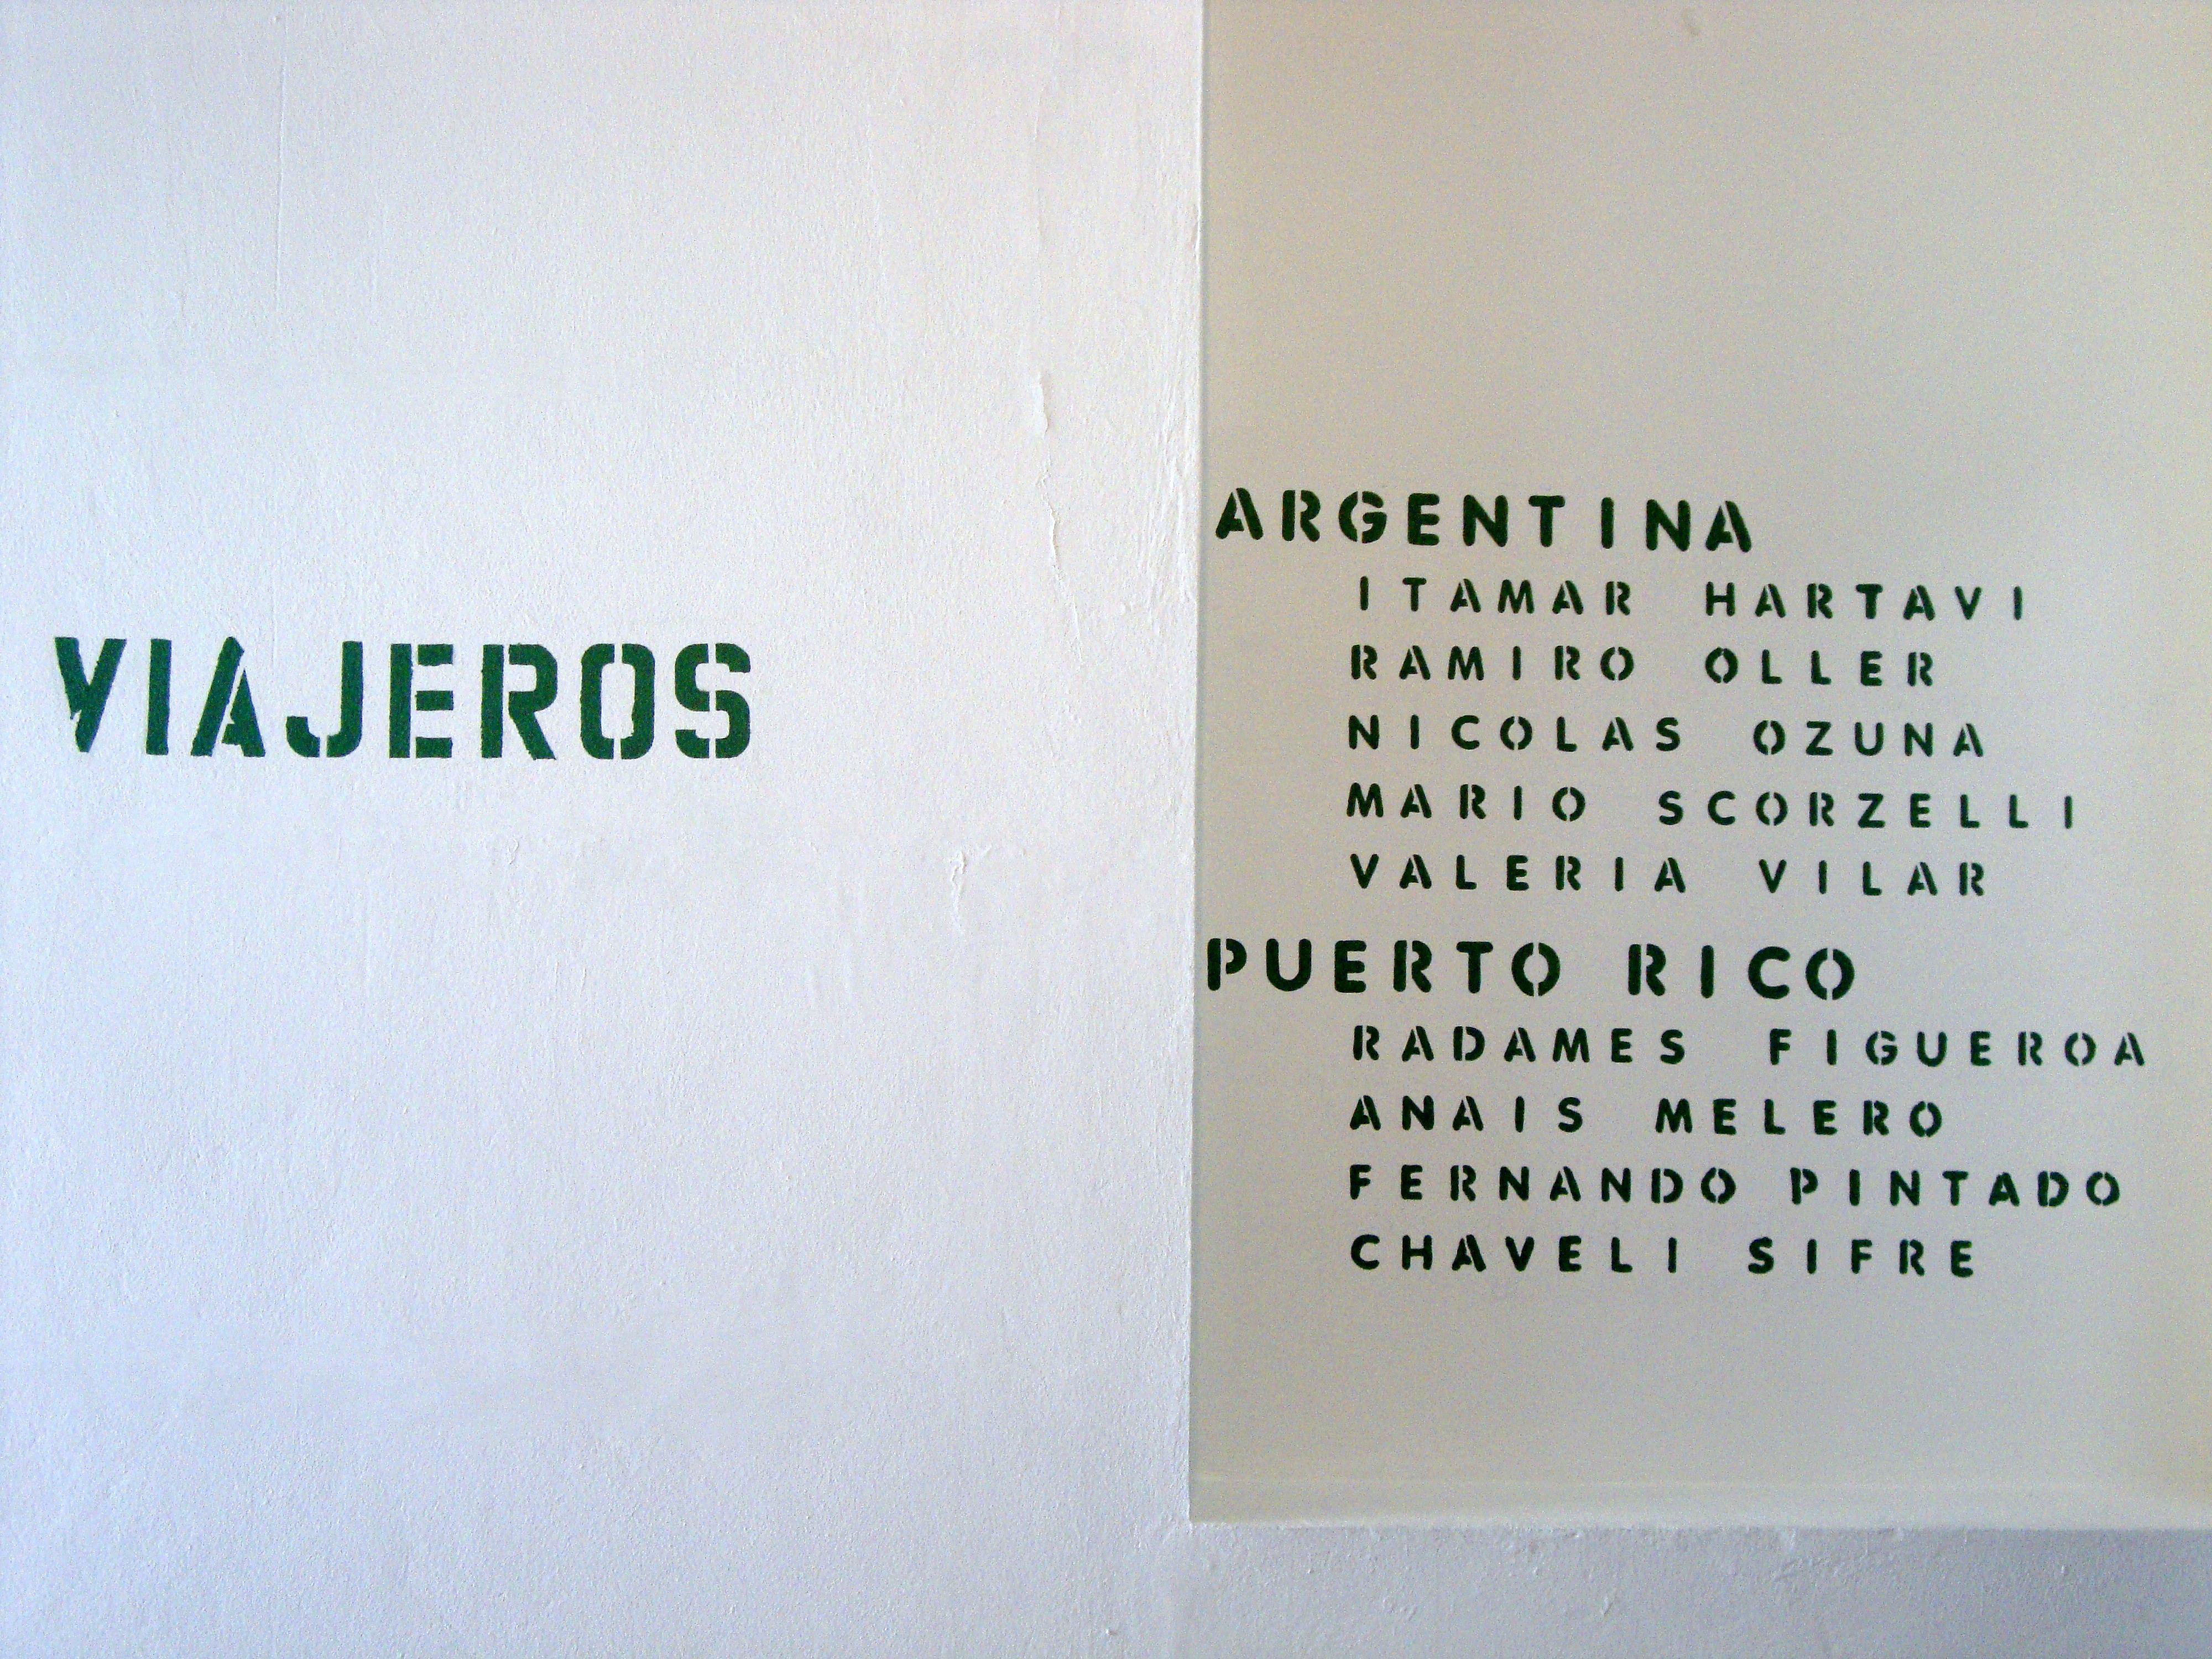 VIAJEROS
ARGENTINA
ITAMAR HARTAVI
RAMIRO OLLER
NICOLAS OZUNA
MARIO SCORZELLI
VALERIA VILAR
PUERTO RICO
RADAMES FIGUEROA
ANAIS MELERO
FERNANDO PINTADO
CHAVELI SIFRE